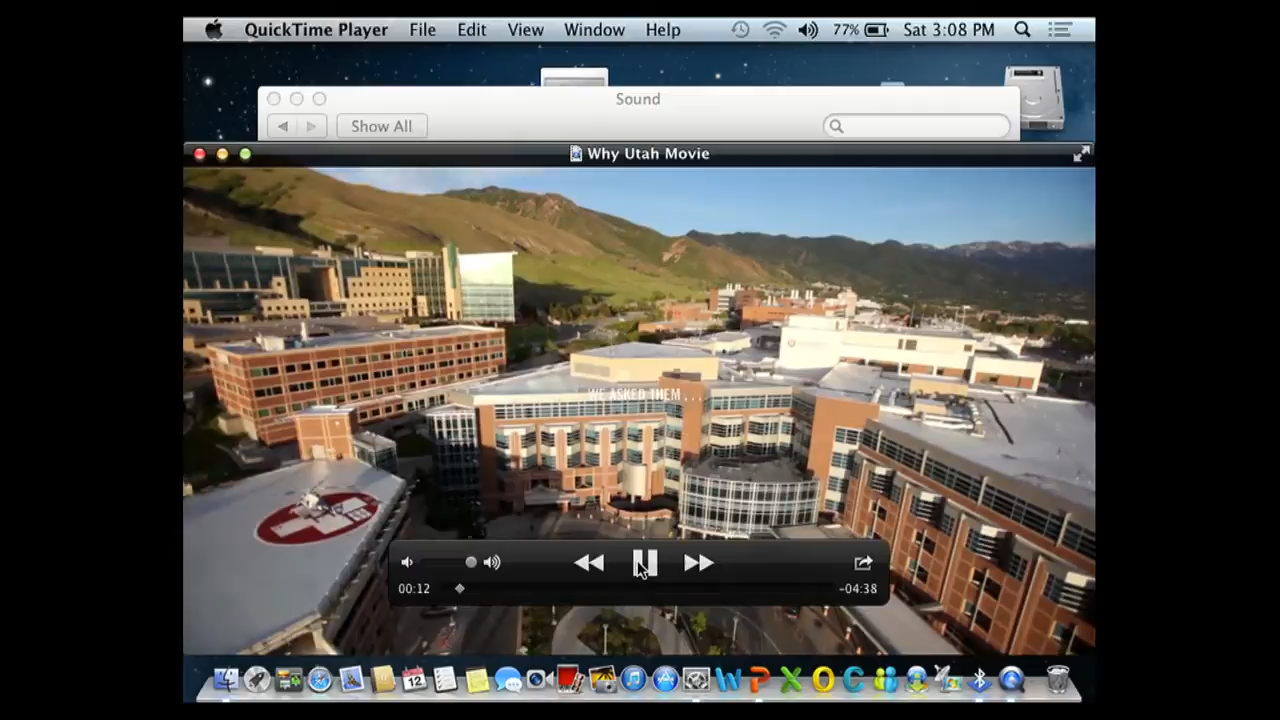 QuickTime Player File Edit View Window Help 77% Sat 3:08 PM
Sound
Show All
Why Utah Movie
WE ASKED THEM . . .
00:12 -04:38
12
W P X O C